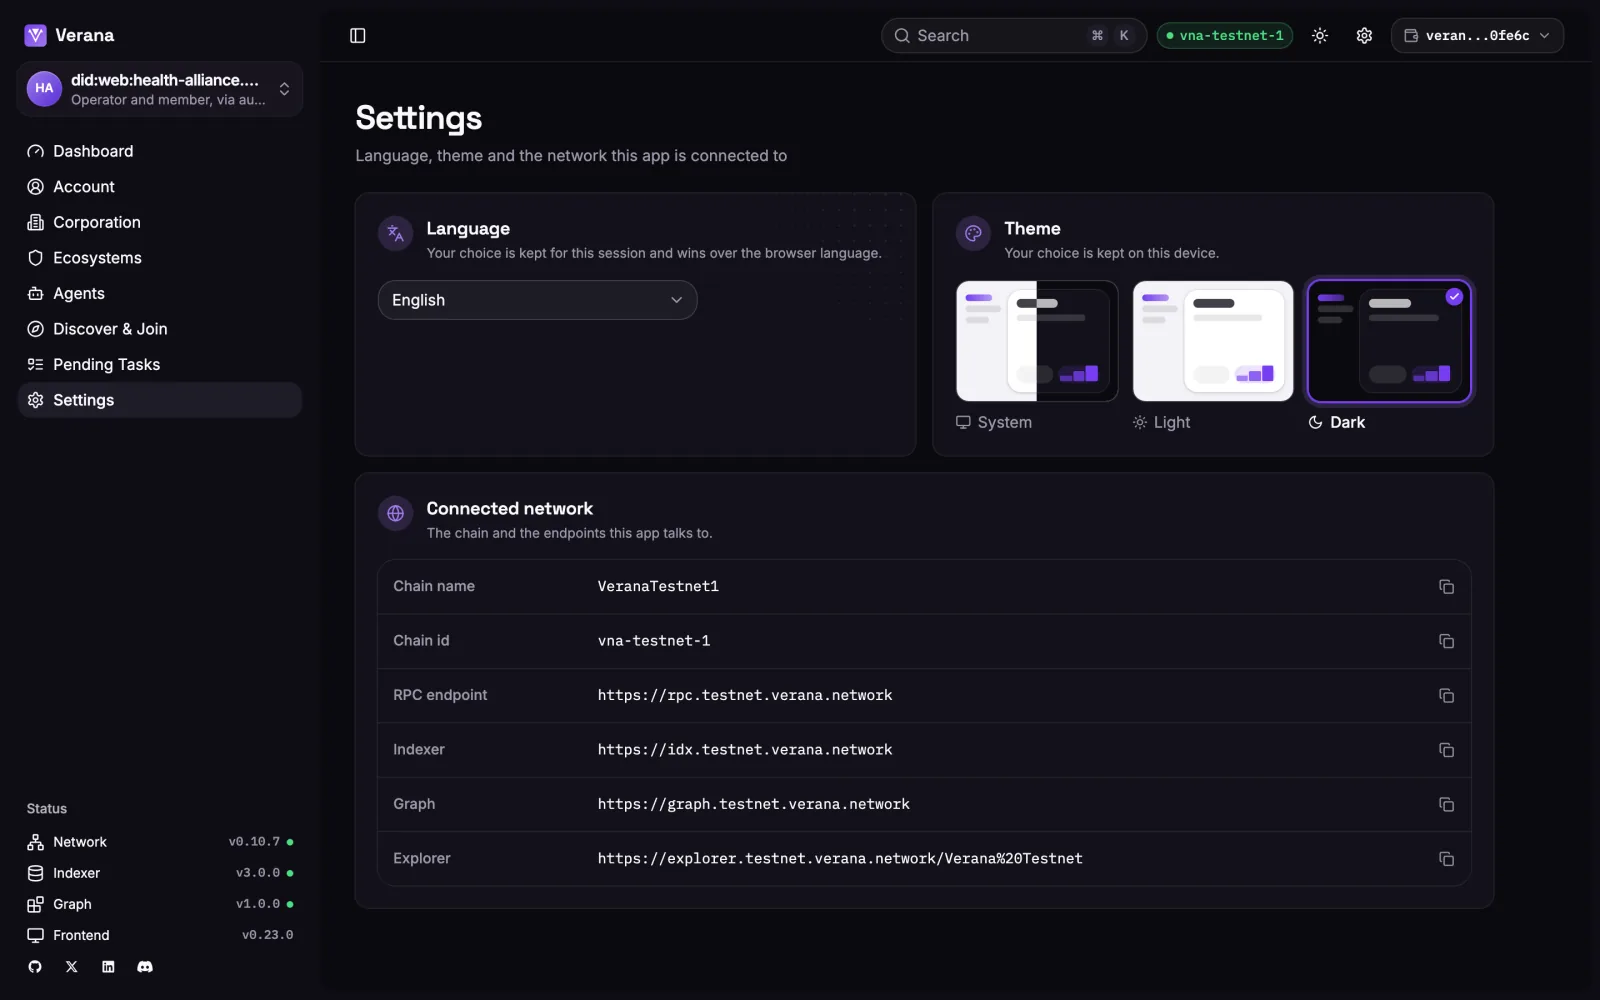 Verana
HA
did:web:health-alliance....
Operator and member, via au...
Dashboard
Account
Corporation
Ecosystems
Agents
Discover & Join
Pending Tasks
Settings
Status
Network v0.10.7
Indexer v3.0.0
Graph v1.0.0
Frontend v0.23.0
Search ⌘ K
vna-testnet-1
veran...0fe6c
Settings
Language, theme and the network this app is connected to
Language
Your choice is kept for this session and wins over the browser language.
English
Theme
Your choice is kept on this device.
System
Light
Dark
Connected network
The chain and the endpoints this app talks to.
Chain name VeranaTestnet1
Chain id vna-testnet-1
RPC endpoint https://rpc.testnet.verana.network
Indexer https://idx.testnet.verana.network
Graph https://graph.testnet.verana.network
Explorer https://explorer.testnet.verana.network/Verana%20Testnet